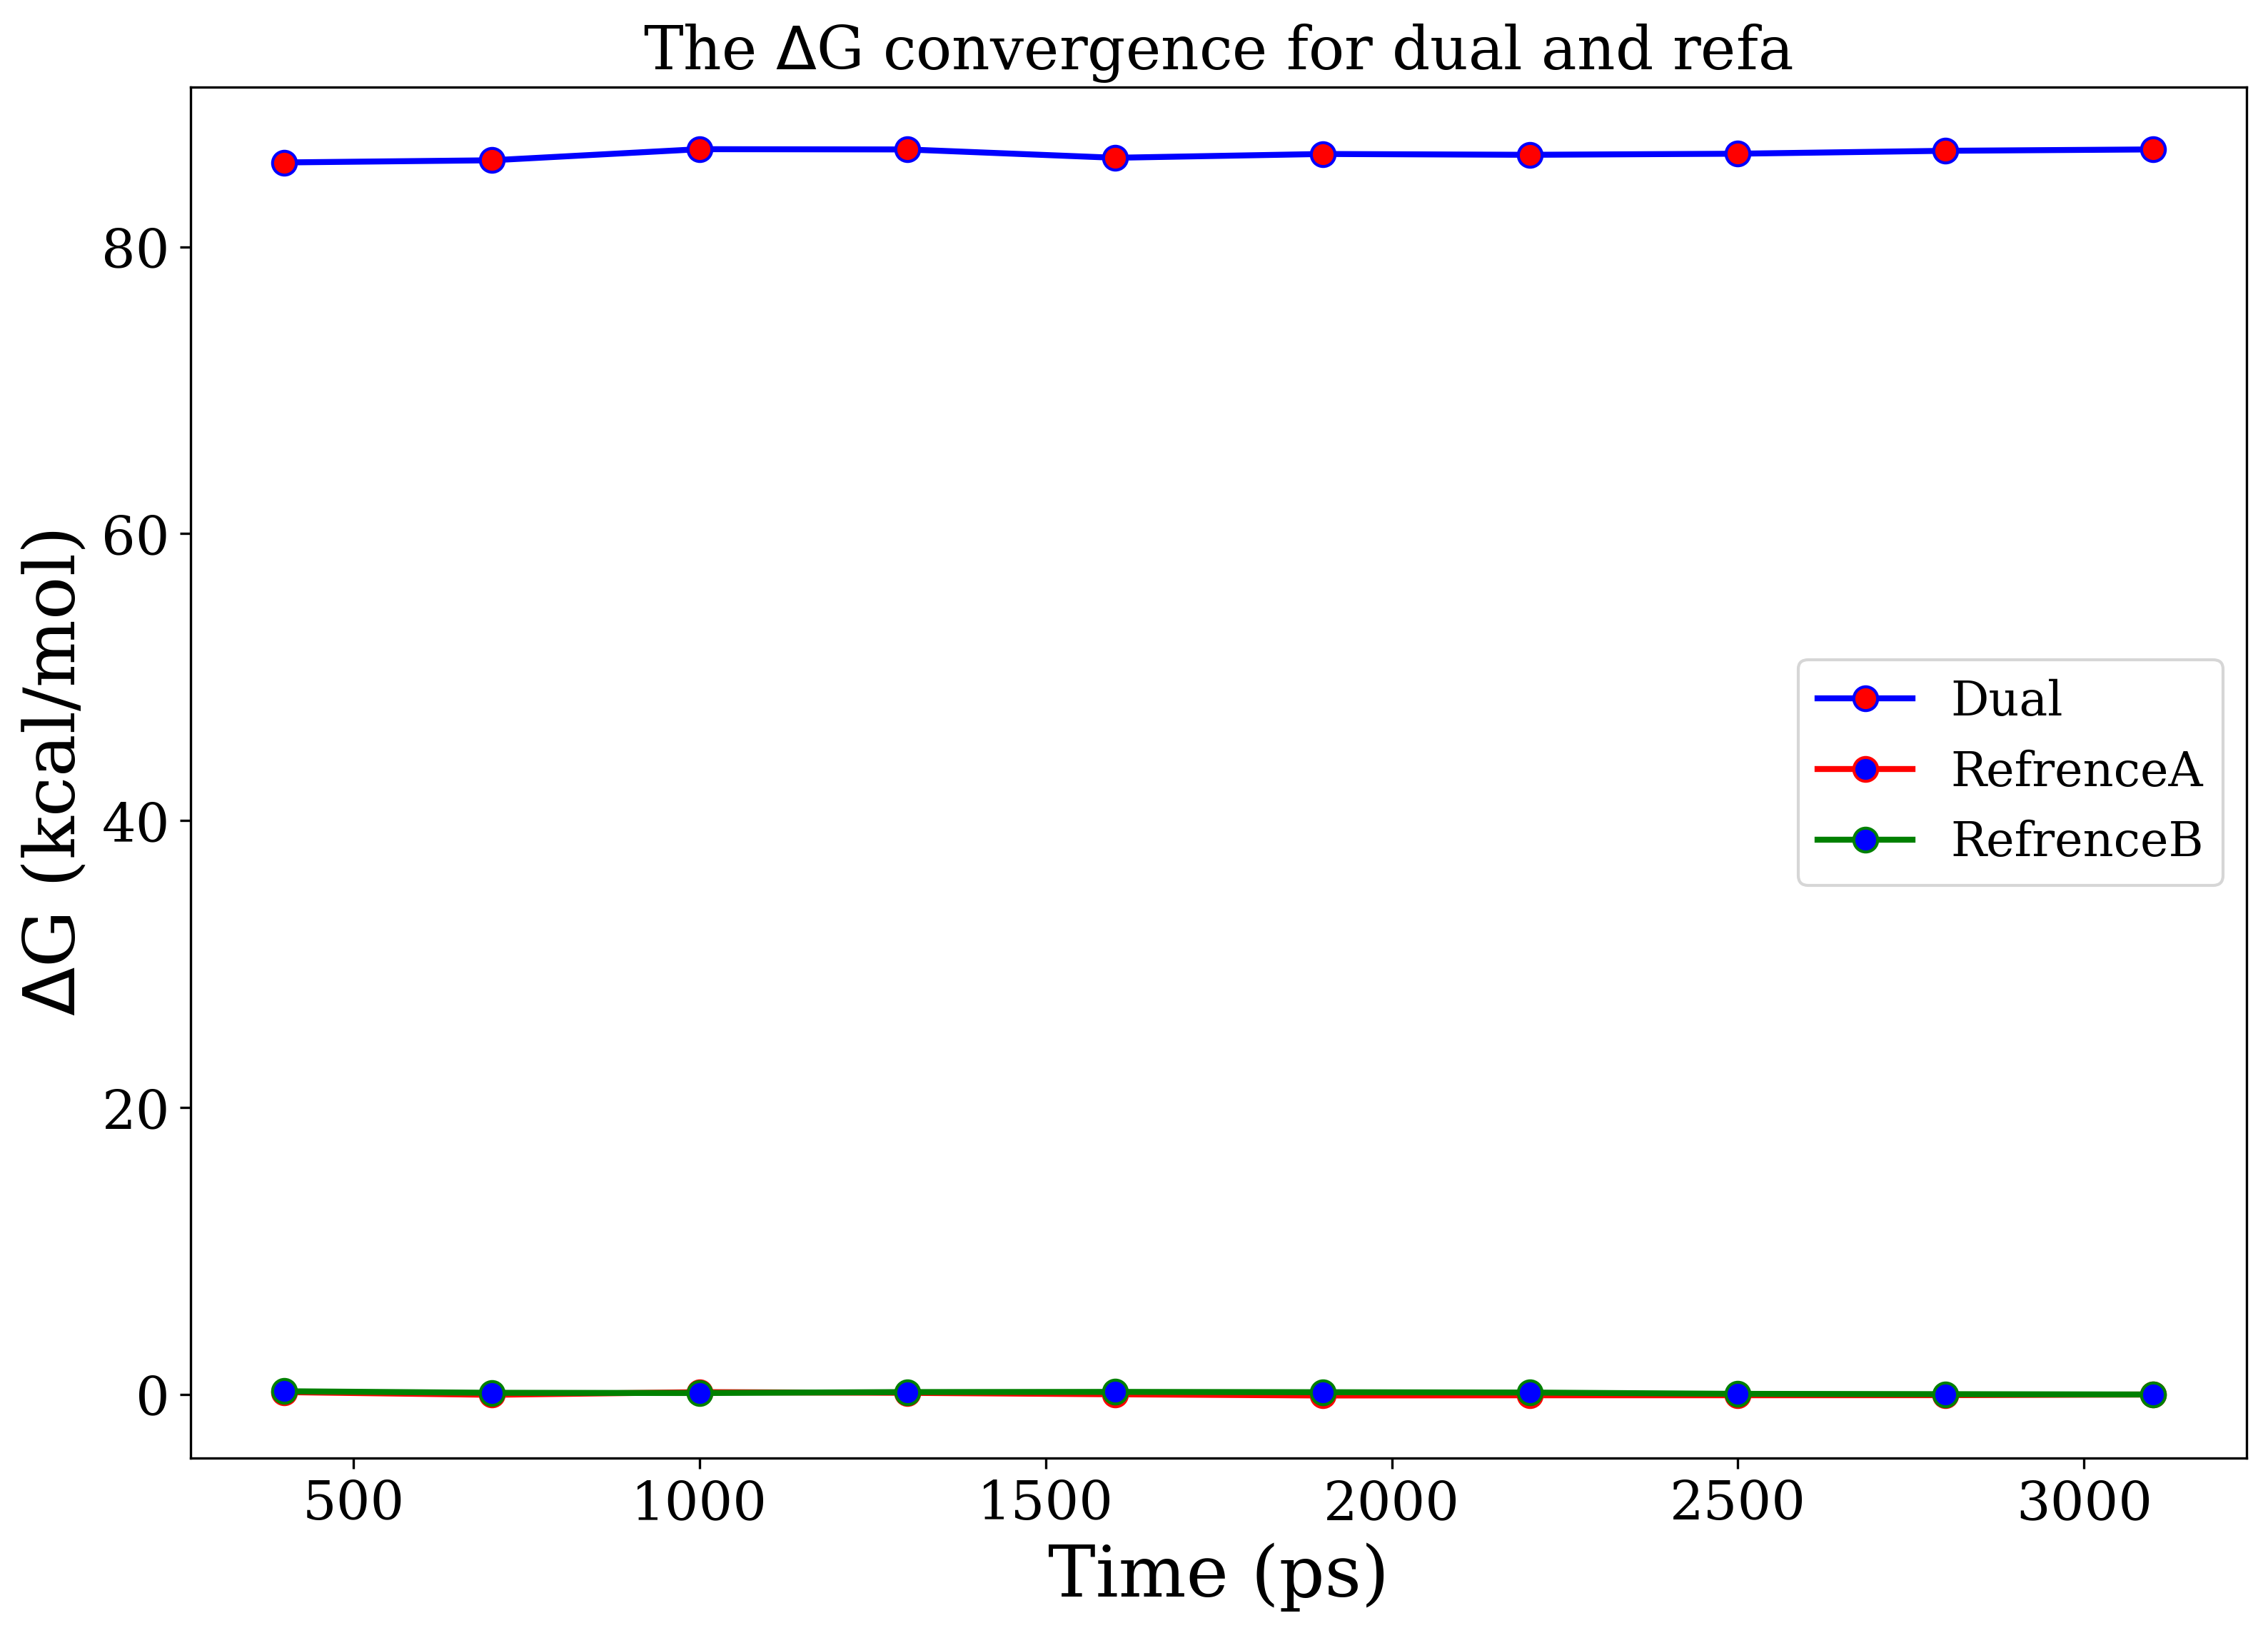 The ΔG convergence for dual and refa
ΔG (kcal/mol)
80
60
40
20
0
Dual
RefrenceA
RefrenceB
500 1000 1500 2000 2500 3000
Time (ps)